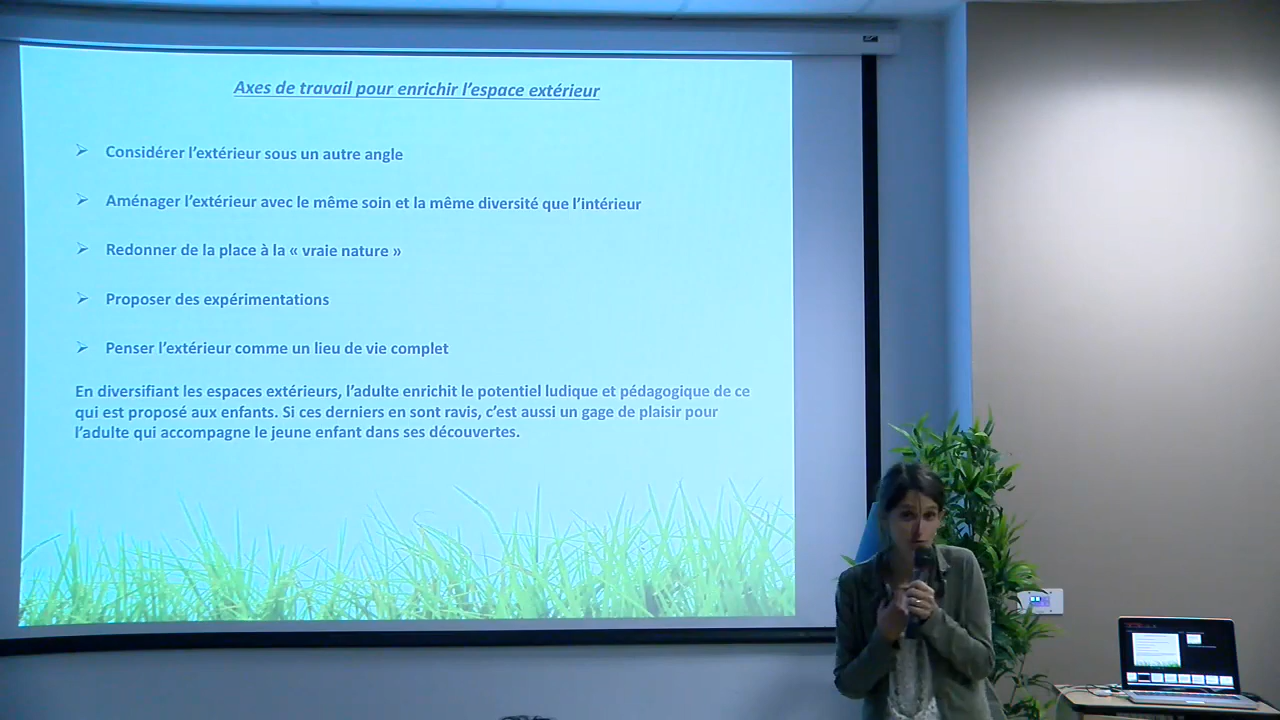 Axes de travail pour enrichir l'espace extérieur
➢ Considérer l'extérieur sous un autre angle
➢ Aménager l'extérieur avec le même soin et la même diversité que l'intérieur
➢ Redonner de la place à la « vraie nature »
➢ Proposer des expérimentations
➢ Penser l'extérieur comme un lieu de vie complet
En diversifiant les espaces extérieurs, l'adulte enrichit le potentiel ludique et pédagogique de ce
qui est proposé aux enfants. Si ces derniers en sont ravis, c'est aussi un gage de plaisir pour
l'adulte qui accompagne le jeune enfant dans ses découvertes.